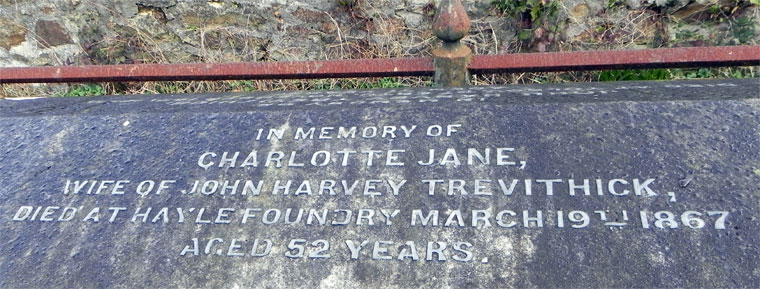 IN MEMORY OF
CHARLOTTE JANE,
WIFE OF JOHN HARVEY TREVITHICK,
DIED AT HAYLE FOUNDRY MARCH 19TH 1867
AGED 52 YEARS.